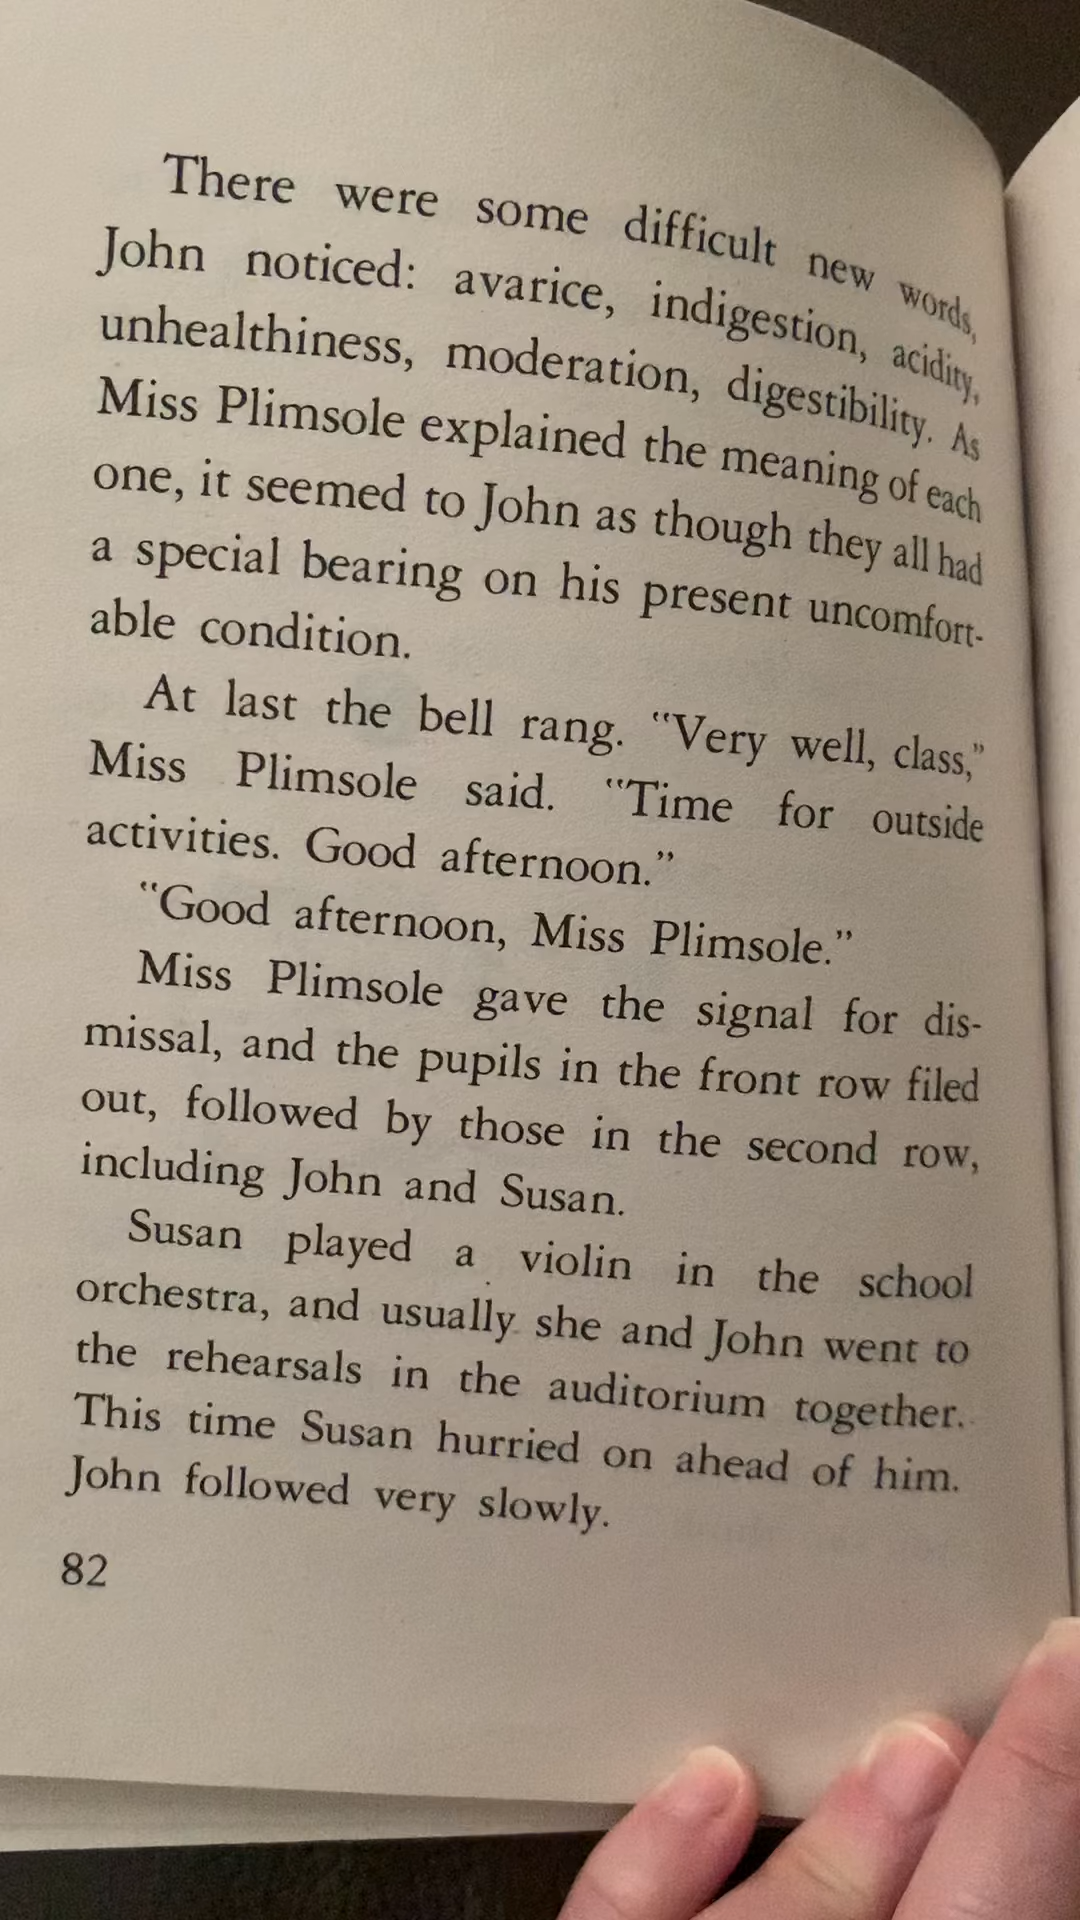 There were some difficult new words,
John noticed: avarice, indigestion, acidity,
unhealthiness, moderation, digestibility. As
Miss Plimsole explained the meaning of each
one, it seemed to John as though they all had
a special bearing on his present uncomfort-
able condition.
At last the bell rang. "Very well, class,"
Miss Plimsole said. "Time for outside
activities. Good afternoon."
"Good afternoon, Miss Plimsole."
Miss Plimsole gave the signal for dis-
missal, and the pupils in the front row filed
out, followed by those in the second row,
including John and Susan.
Susan played a violin in the school
orchestra, and usually she and John went to
the rehearsals in the auditorium together.
This time Susan hurried on ahead of him.
John followed very slowly.
82